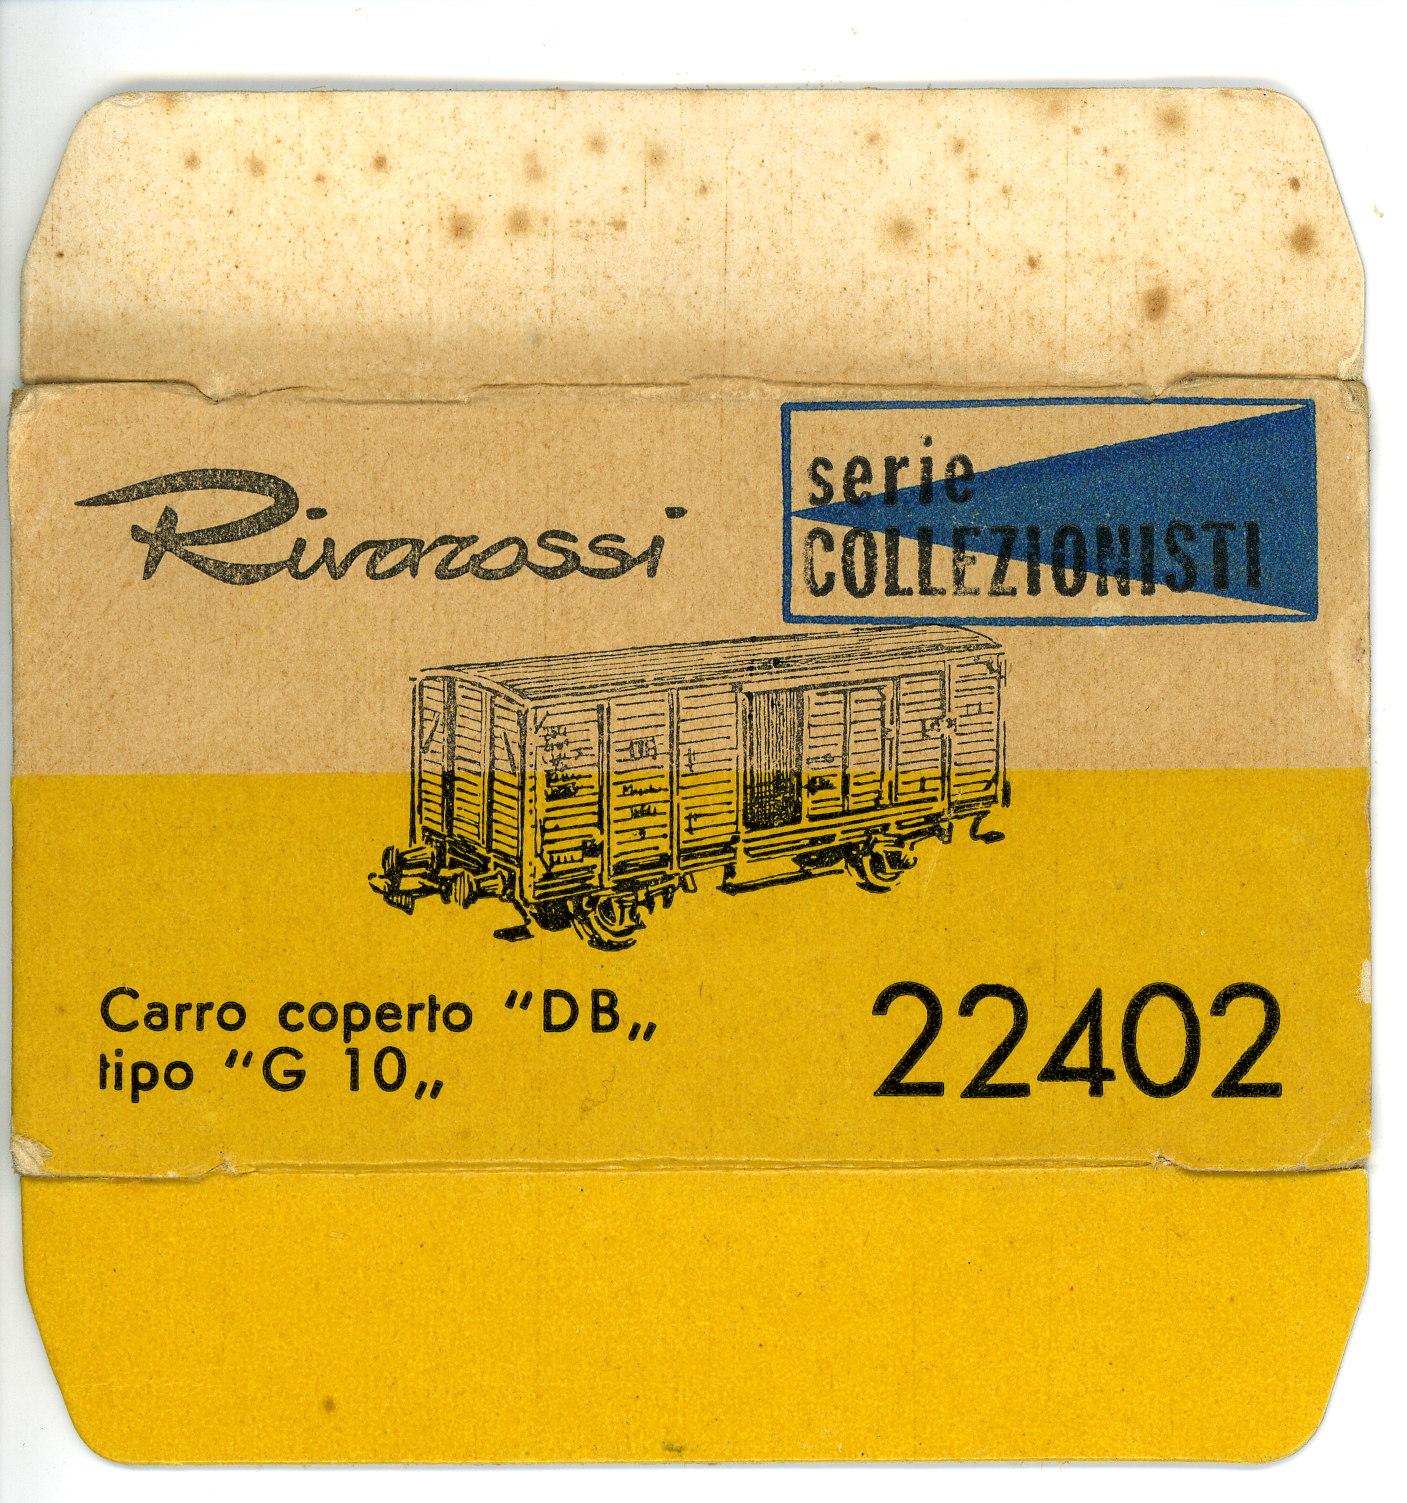 Rivarossi
serie
COLLEZIONISTI
Carro coperto “DB„
tipo “G 10„
22402